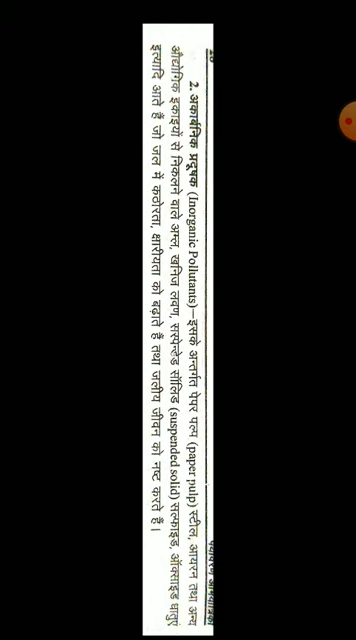 2. अकार्बनिक प्रदूषक (Inorganic Pollutants)—इसके अन्तर्गत पेपर पल्प (paper pulp) स्टील, आयरन तथा अन्य
औद्योगिक इकाइयों से निकलने वाले अम्ल, खनिज लवण, सस्पेन्डेड सॉलिड (suspended solid) सल्फाइड, ऑक्साइड धातुएं
इत्यादि आते हैं जो जल में कठोरता, क्षारीयता को बढ़ाते हैं तथा जलीय जीवन को नष्ट करते हैं।